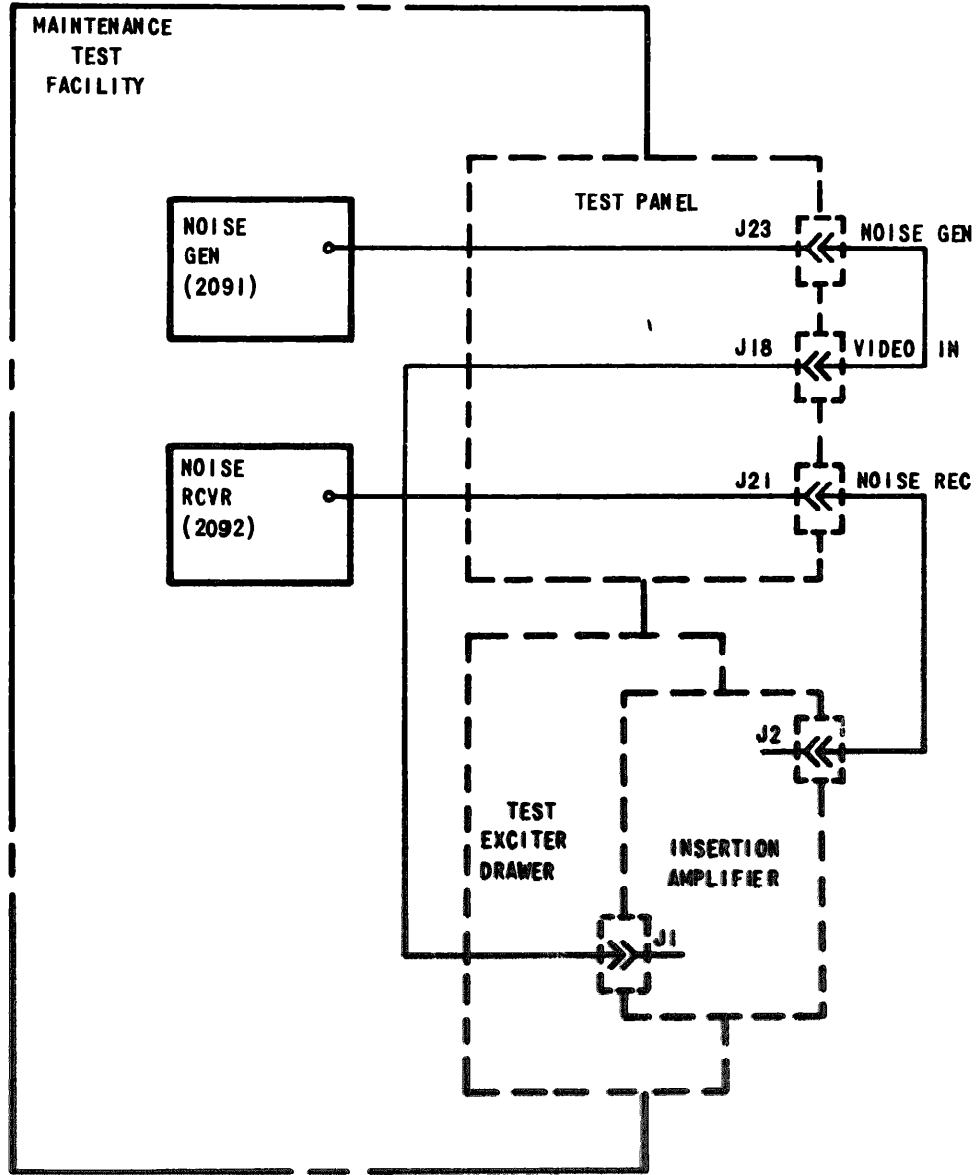 MAINTENANCE
TEST
FACILITY
TEST PANEL
NOISE
GEN
(2091)
J23
NOISE GEN
J18
VIDEO IN
NOISE
RCVR
(2092)
J21
NOISE REC
J2
TEST
EXCITER
DRAWER
INSERTION
AMPLIFIER
J1